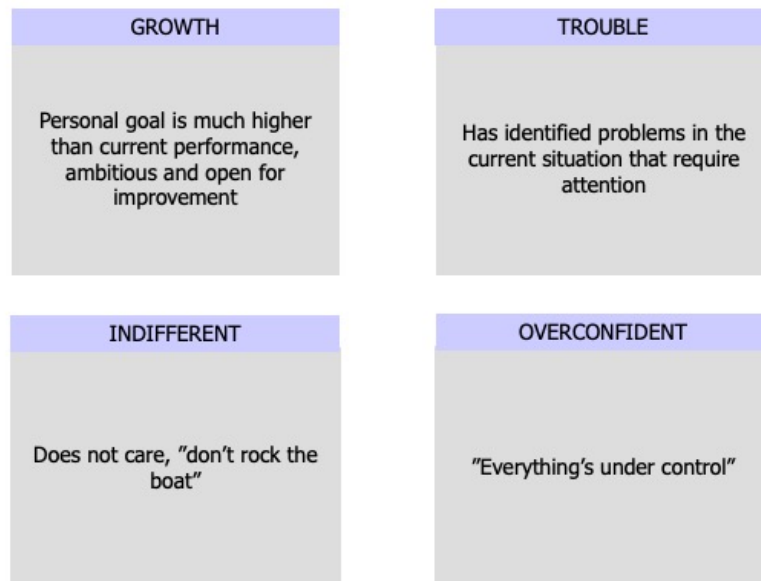 GROWTH
Personal goal is much higher
than current performance,
ambitious and open for
improvement
TROUBLE
Has identified problems in the
current situation that require
attention
INDIFFERENT
Does not care, ”don’t rock the
boat”
OVERCONFIDENT
”Everything’s under control”